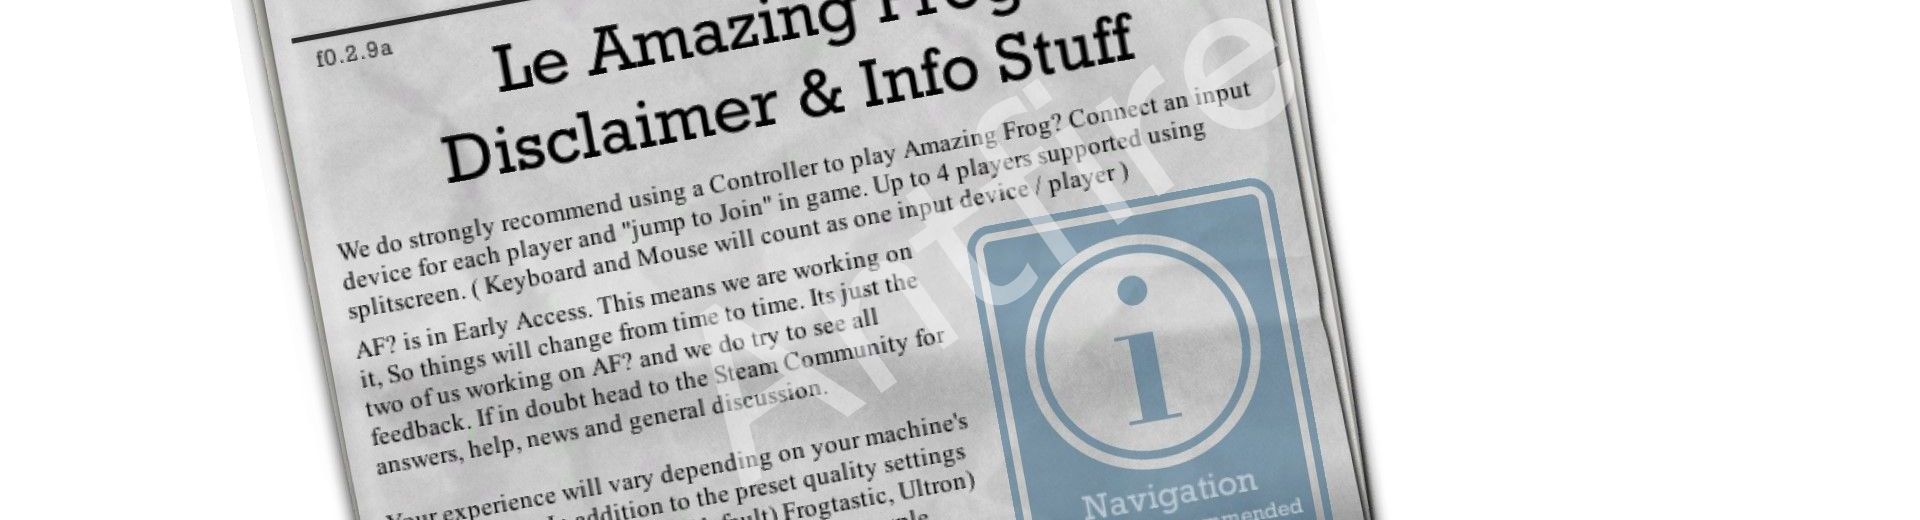 f0.2.9a
Le Amazing Frog
Disclaimer & Info Stuff
We do strongly recommend using a Controller to play Amazing Frog? Connect an input
device for each player and "jump to Join" in game. Up to 4 players supported using
splitscreen. ( Keyboard and Mouse will count as one input device / player )
AF? is in Early Access. This means we are working on
it, So things will change from time to time. Its just the
two of us working on AF? and we do try to see all
feedback. If in doubt head to the Steam Community for
answers, help, news and general discussion.
Your experience will vary depending on your machine's
addition to the preset quality settings
Frogtastic, Ultron)
i
Navigation
Antfire